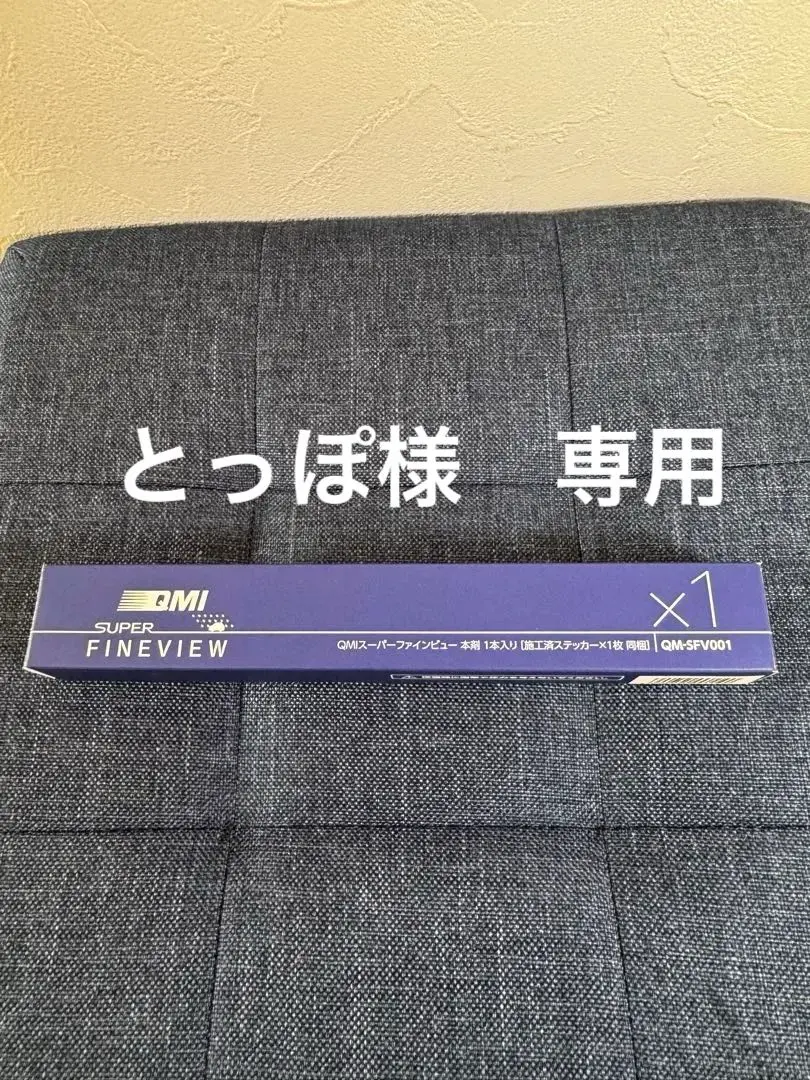 とっぽ様　専用
QMI
SUPER
FINEVIEW
×1
QMIスーパーファインビュー 本剤 1本入り [施工済ステッカー×1枚 同梱] QM-SFV001